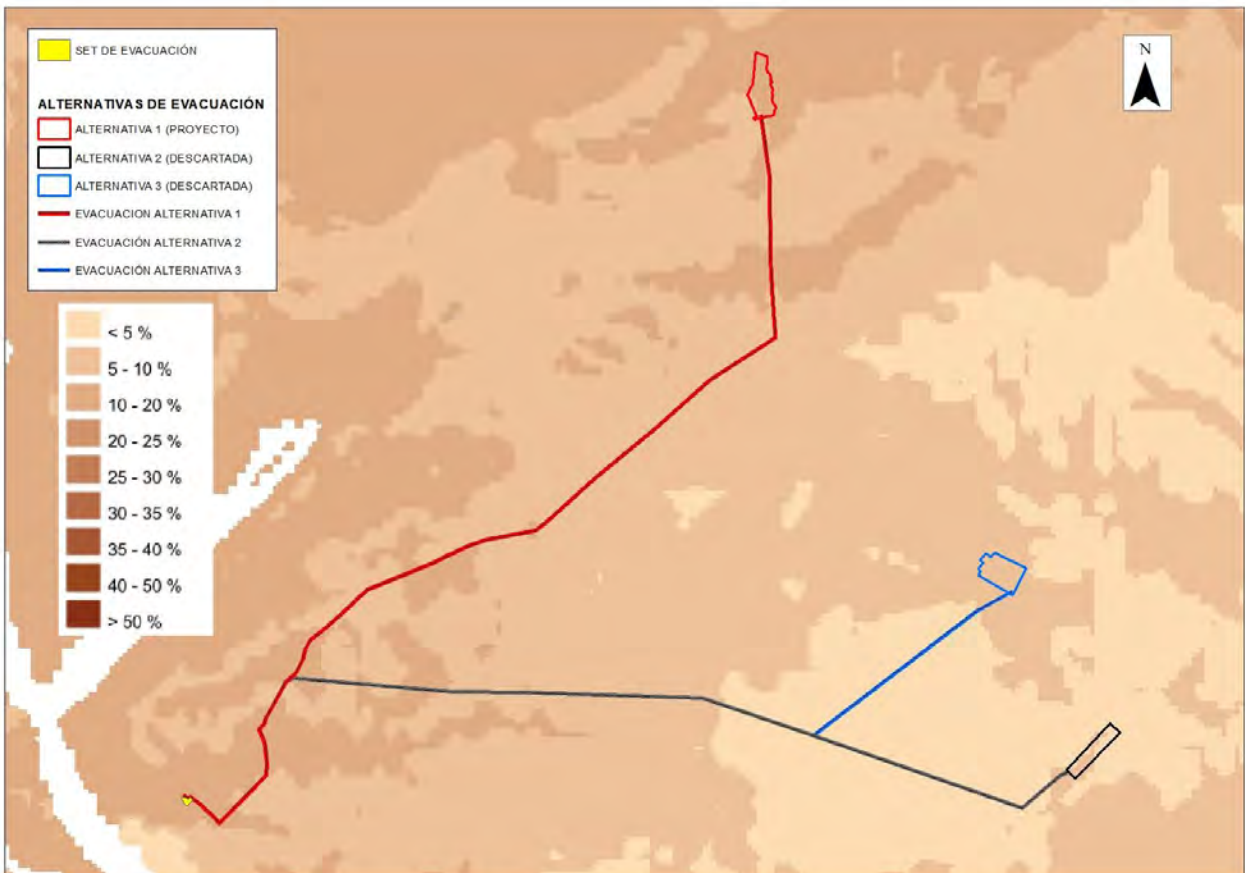 SET DE EVACUACIÓN
ALTERNATIVAS DE EVACUACIÓN
ALTERNATIVA 1 (PROYECTO)
ALTERNATIVA 2 (DESCARTADA)
ALTERNATIVA 3 (DESCARTADA)
EVACUACION ALTERNATIVA 1
EVACUACIÓN ALTERNATIVA 2
EVACUACIÓN ALTERNATIVA 3
N
< 5 %
5 - 10 %
10 - 20 %
20 - 25 %
25 - 30 %
30 - 35 %
35 - 40 %
40 - 50 %
> 50 %